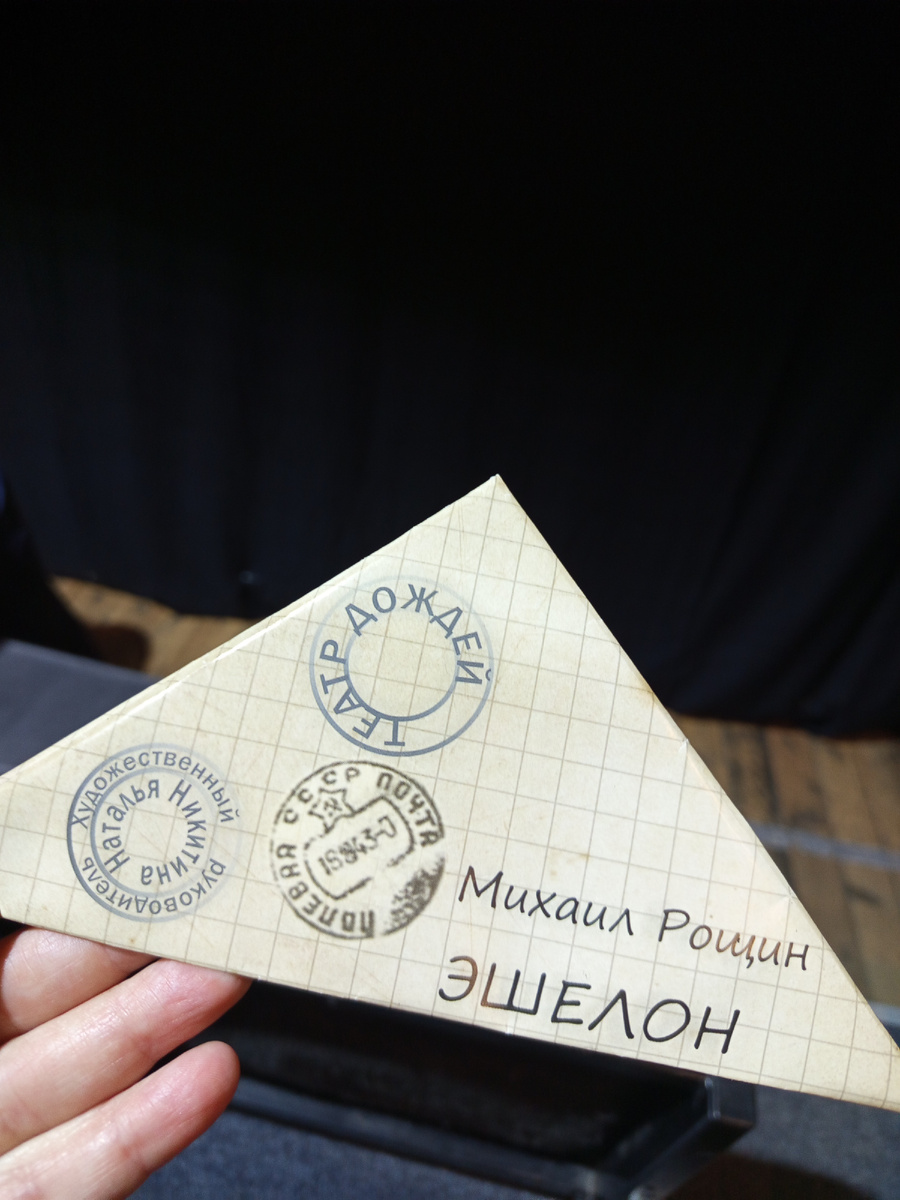 ТЕАТР ДОЖДЕЙ
Художественный руководитель
Наталья Никитина
СССР ПОЧТА ПОЛЕВАЯ
Михаил Рощин
ЭШЕЛОН